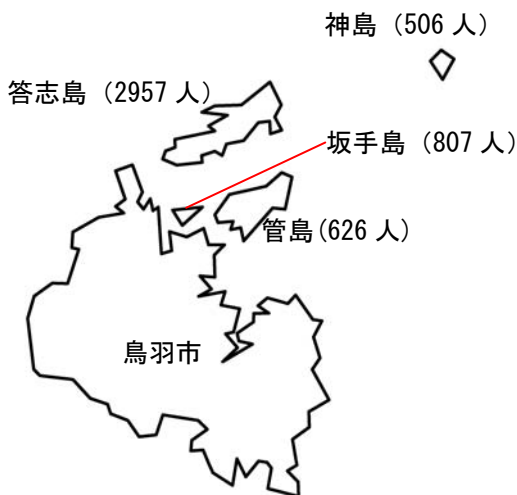 神島（506 人）
答志島（2957 人）
坂手島（807 人）
管島(626 人)
鳥羽市